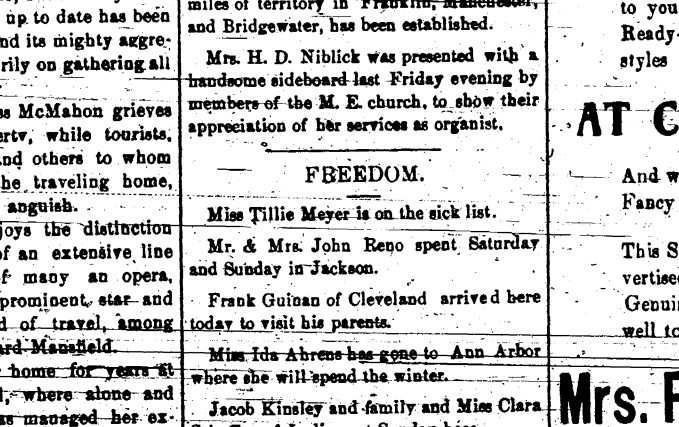 up to date has been
nd its mighty aggre-
rily on gathering all
ss McMahon grieves
erty, while tourists,
nd others to whom
he traveling home,
anguish.
joys the distinction
of an extensive line
f many an opera,
prominent star and
d of travel, among
ard Mansfield.
home for years at
l, where alone and
as managed her ex-
miles of territory in Franklin, Manchester,
and Bridgewater, has been established.
Mrs. H. D. Niblick was presented with a
handsome sideboard last Friday evening by
members of the M. E. church, to show their
appreciation of her services as organist.
FREEDOM.
Miss Tillie Meyer is on the sick list.
Mr. & Mrs. John Reno spent Saturday
and Sunday in Jackson.
Frank Guinan of Cleveland arrived here
today to visit his parents.
Miss Ida Ahrens has gone to Ann Arbor
where she will spend the winter.
Jacob Kinsley and family and Miss Clara
to you
Ready-
styles
AT C
And w
Fancy
This S
vertise
Genui
well to
Mrs. F